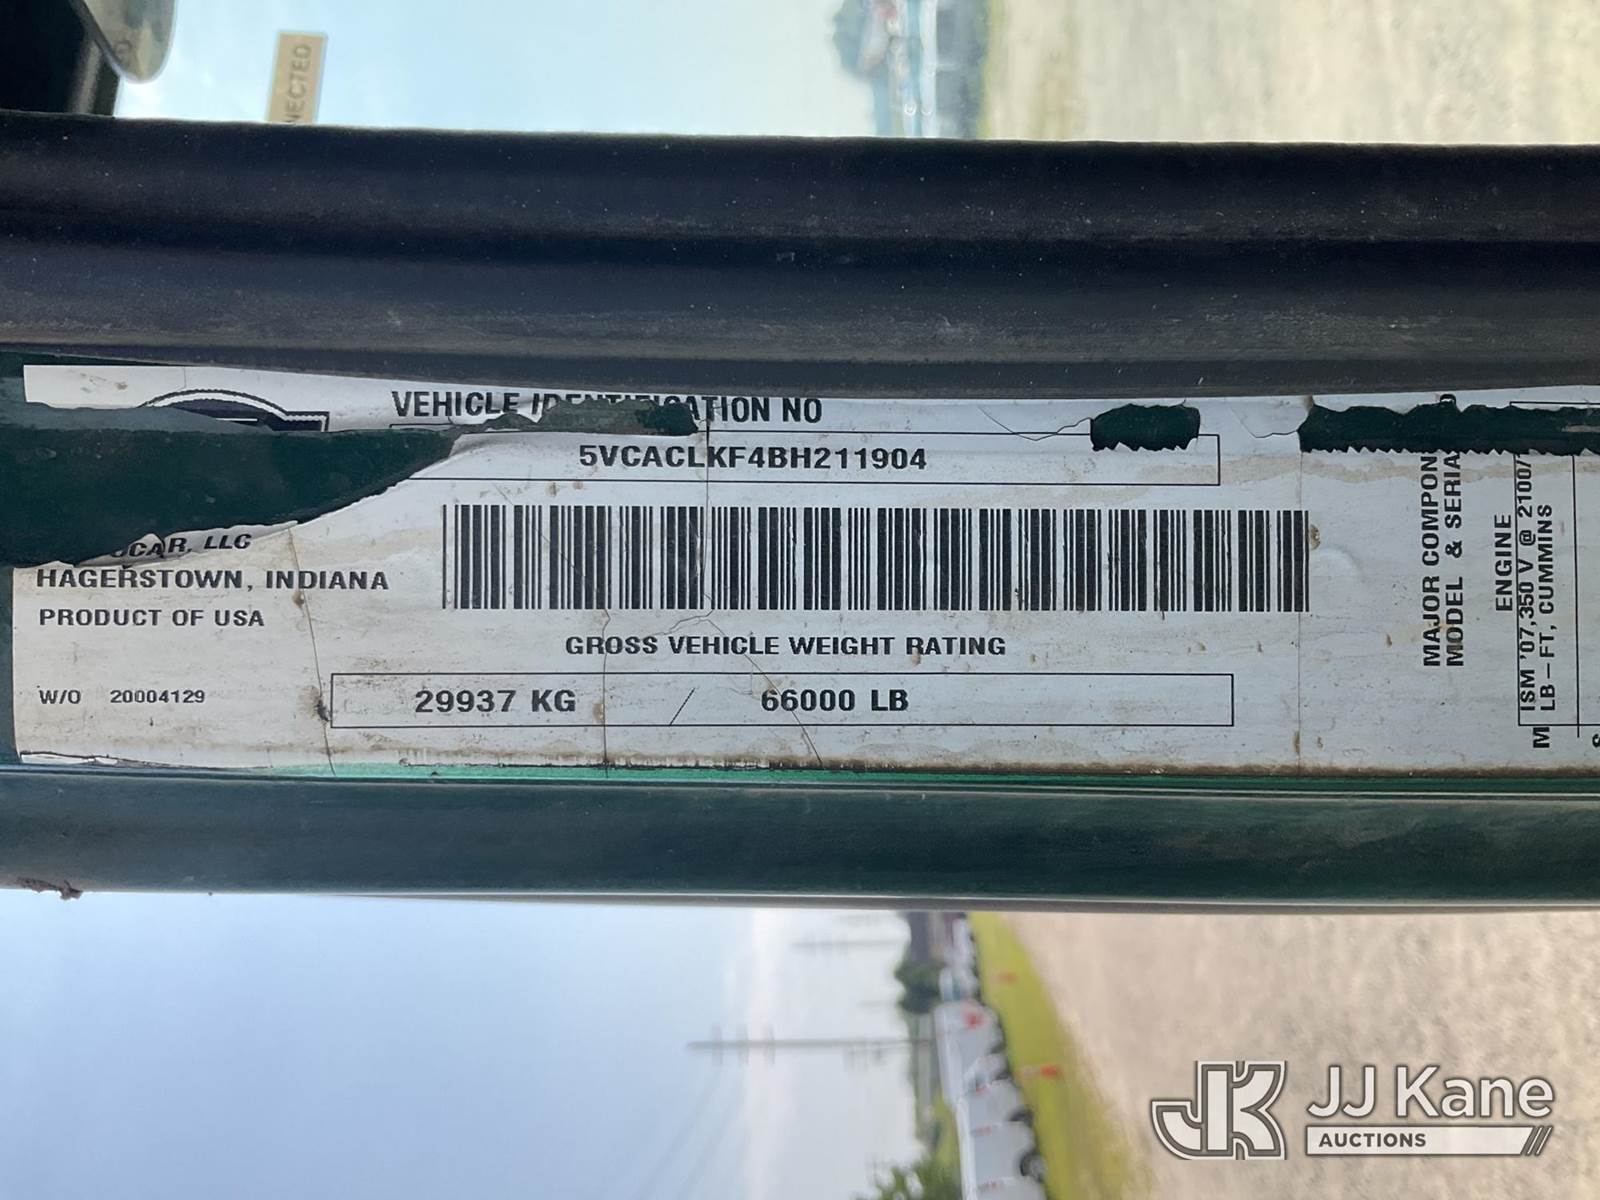 NECTED
VEHICLE IDENTIFICATION NO
5VCACLKF4BH211904
OCAR, LLC
HAGERSTOWN, INDIANA
PRODUCT OF USA
W/O 20004129
GROSS VEHICLE WEIGHT RATING
29937 KG / 66000 LB
MAJOR COMPON
MODEL & SERIA
ENGINE
M ISM '07,350 V @ 2100/
LB-FT, CUMMINS
JJ Kane
AUCTIONS